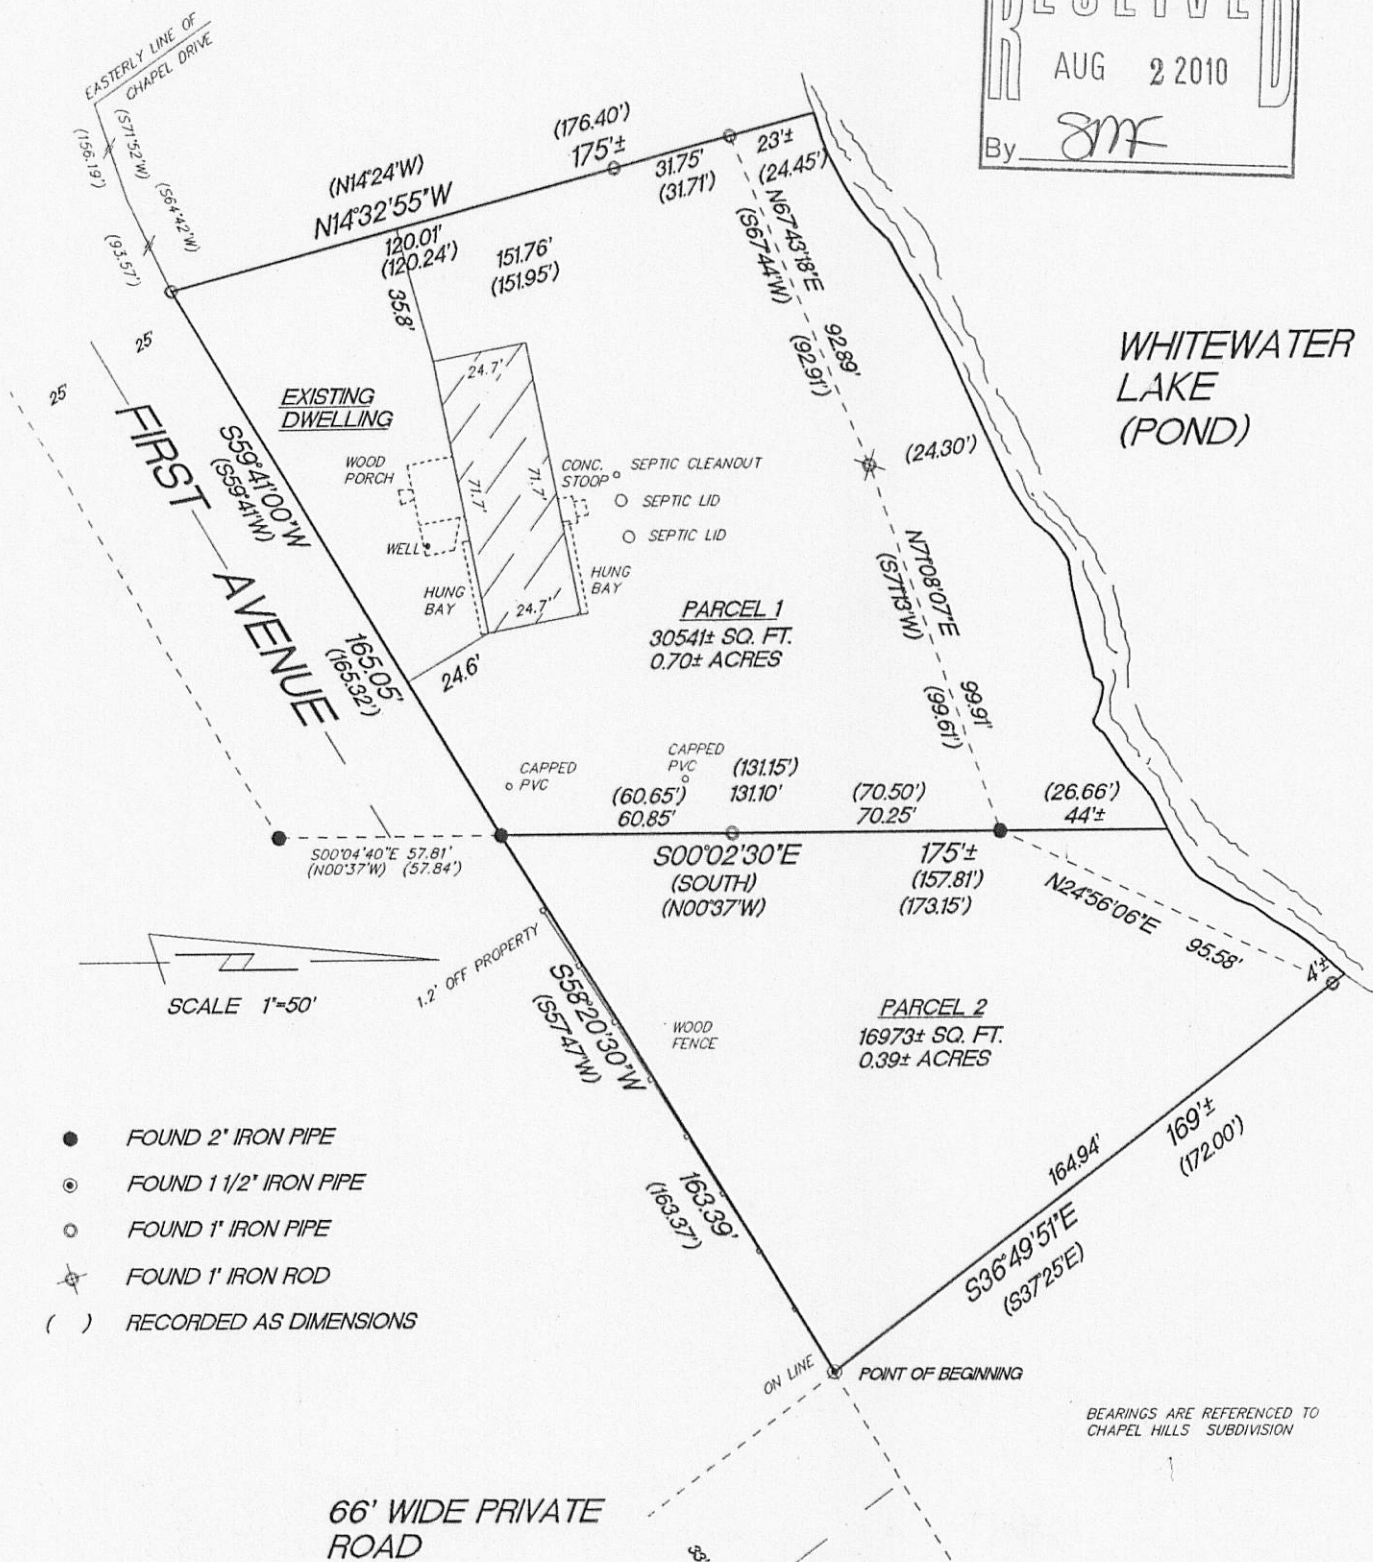 RECEIVED
AUG 2 2010
By
EASTERLY LINE OF
CHAPEL DRIVE
(S71°52'W)
(156.19')
(S64°42'W)
(93.57')
(N14°24'W)
N14°32'55"W
(176.40')
175'±
31.75'
(31.71')
23'±
(24.45')
120.01'
(120.24')
151.76'
(151.95')
35.8'
N67°43'18"E
(S67°44'W)
92.89'
(92.91')
WHITEWATER
LAKE
(POND)
25'
25'
FIRST AVENUE
S59°41'00"W
(S59°41'W)
165.05'
(165.32')
EXISTING
DWELLING
24.7'
71.7'
71.7'
24.7'
WOOD
PORCH
WELL
HUNG
BAY
CONC.
STOOP
SEPTIC CLEANOUT
SEPTIC LID
SEPTIC LID
HUNG
BAY
24.6'
(24.30')
N71°08'07"E
(S71°13'W)
99.91'
(99.61')
PARCEL 1
30541± SQ. FT.
0.70± ACRES
CAPPED
PVC
CAPPED
PVC
(131.15')
131.10'
(60.65')
60.85'
(70.50')
70.25'
(26.66')
44'±
S00°04'40"E 57.81'
(N00°37'W) (57.84')
S00°02'30"E
(SOUTH)
(N00°37'W)
175'±
(157.81')
(173.15')
N24°56'06"E
95.58'
4'±
SCALE 1"=50'
1.2' OFF PROPERTY
S58°20'30"W
(S57°47'W)
WOOD
FENCE
163.39'
(163.37')
PARCEL 2
16973± SQ. FT.
0.39± ACRES
164.94'
169'±
(172.00')
S36°49'51"E
(S37°25'E)
FOUND 2" IRON PIPE
FOUND 1 1/2" IRON PIPE
FOUND 1" IRON PIPE
FOUND 1" IRON ROD
( ) RECORDED AS DIMENSIONS
ON LINE
POINT OF BEGINNING
BEARINGS ARE REFERENCED TO
CHAPEL HILLS SUBDIVISION
66' WIDE PRIVATE
ROAD